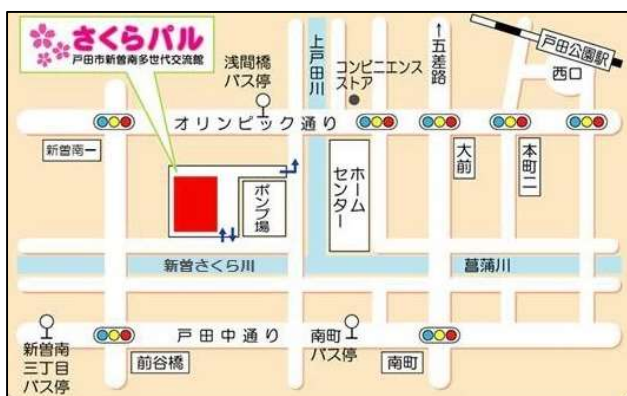 さくらパル
戸田市新曽南多世代交流館
浅間橋
バス停
上戸田川
コンビニエンス
ストア
↑五差路
戸田公園駅
西口
オリンピック通り
新曽南一
大前
本町二
ポンプ場
ホームセンター
新曽さくら川
菖蒲川
戸田中通り
新曽南
三丁目
バス停
前谷橋
南町
バス停
南町